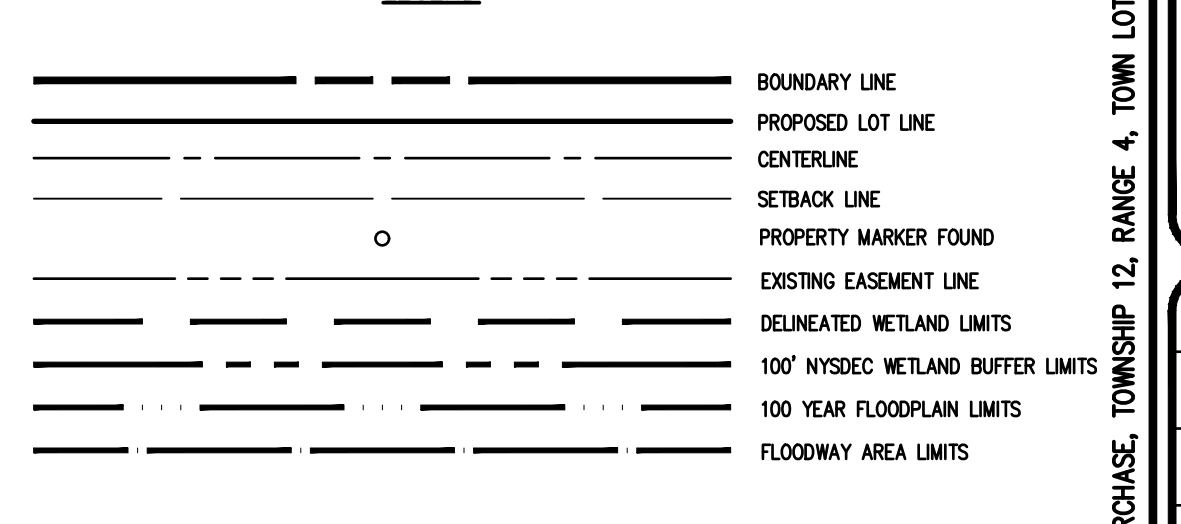 BOUNDARY LINE
PROPOSED LOT LINE
CENTERLINE
SETBACK LINE
PROPERTY MARKER FOUND
EXISTING EASEMENT LINE
DELINEATED WETLAND LIMITS
100' NYSDEC WETLAND BUFFER LIMITS
100 YEAR FLOODPLAIN LIMITS
FLOODWAY AREA LIMITS
RCHASE, TOWNSHIP 12, RANGE 4, TOWN LOT